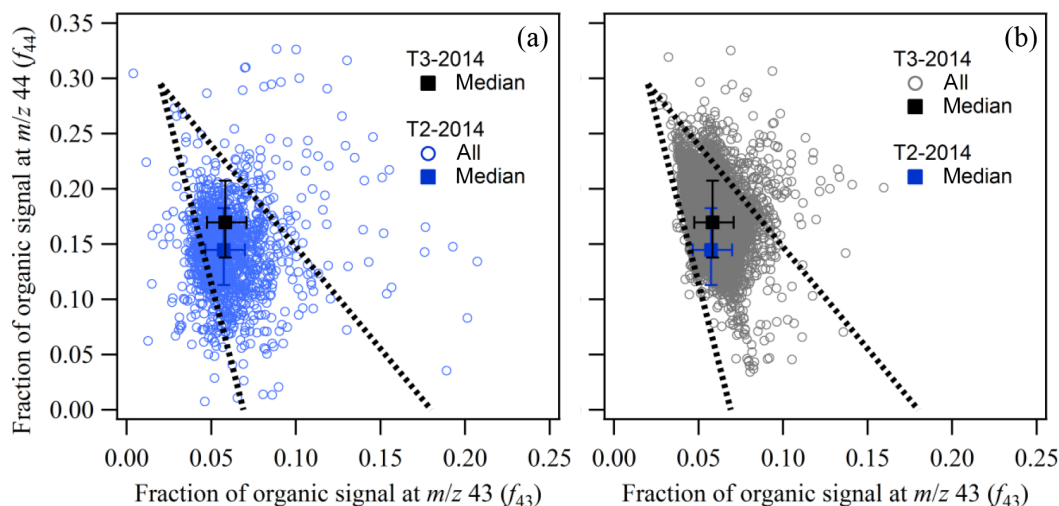 Fraction of organic signal at m/z 44 (f44)
0.35
0.30
0.25
0.20
0.15
0.10
0.05
0.00
(a)
T3-2014
Median
T2-2014
All
Median
0.00 0.05 0.10 0.15 0.20 0.25
Fraction of organic signal at m/z 43 (f43)
(b)
T3-2014
All
Median
T2-2014
Median
0.00 0.05 0.10 0.15 0.20 0.25
Fraction of organic signal at m/z 43 (f43)